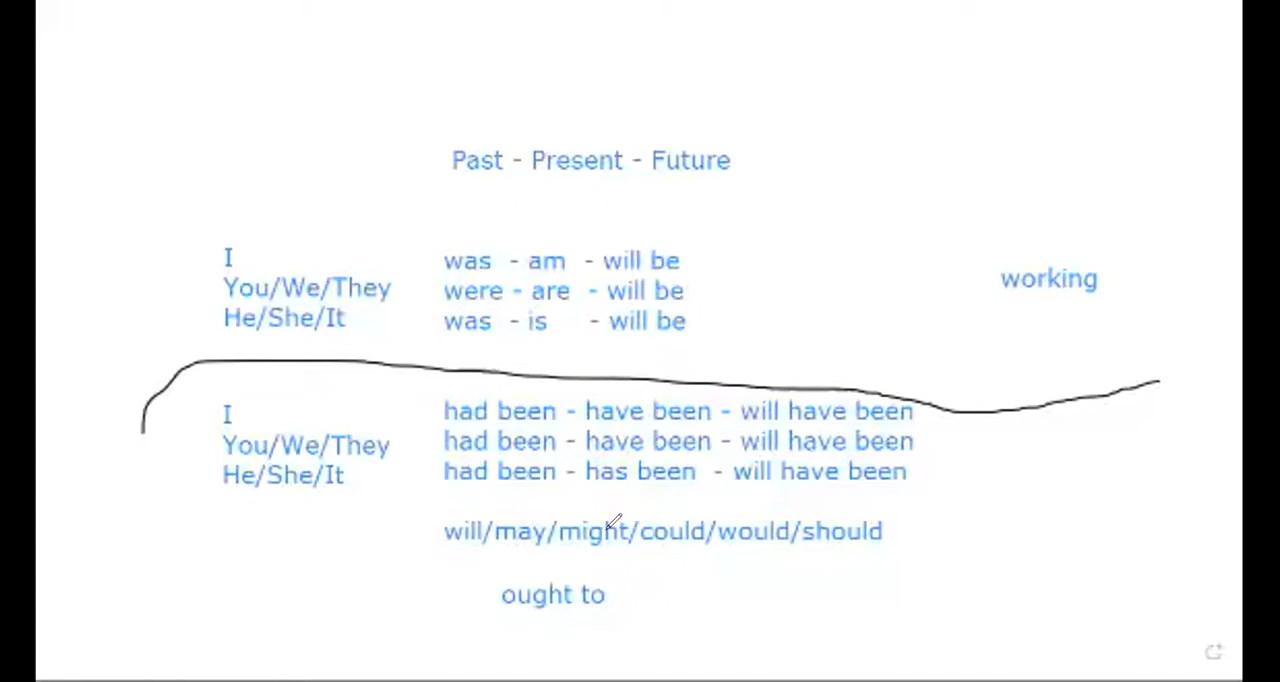 Past - Present - Future
I was - am - will be
You/We/They were - are - will be working
He/She/It was - is - will be
I had been - have been - will have been
You/We/They had been - have been - will have been
He/She/It had been - has been - will have been
will/may/might/could/would/should
ought to